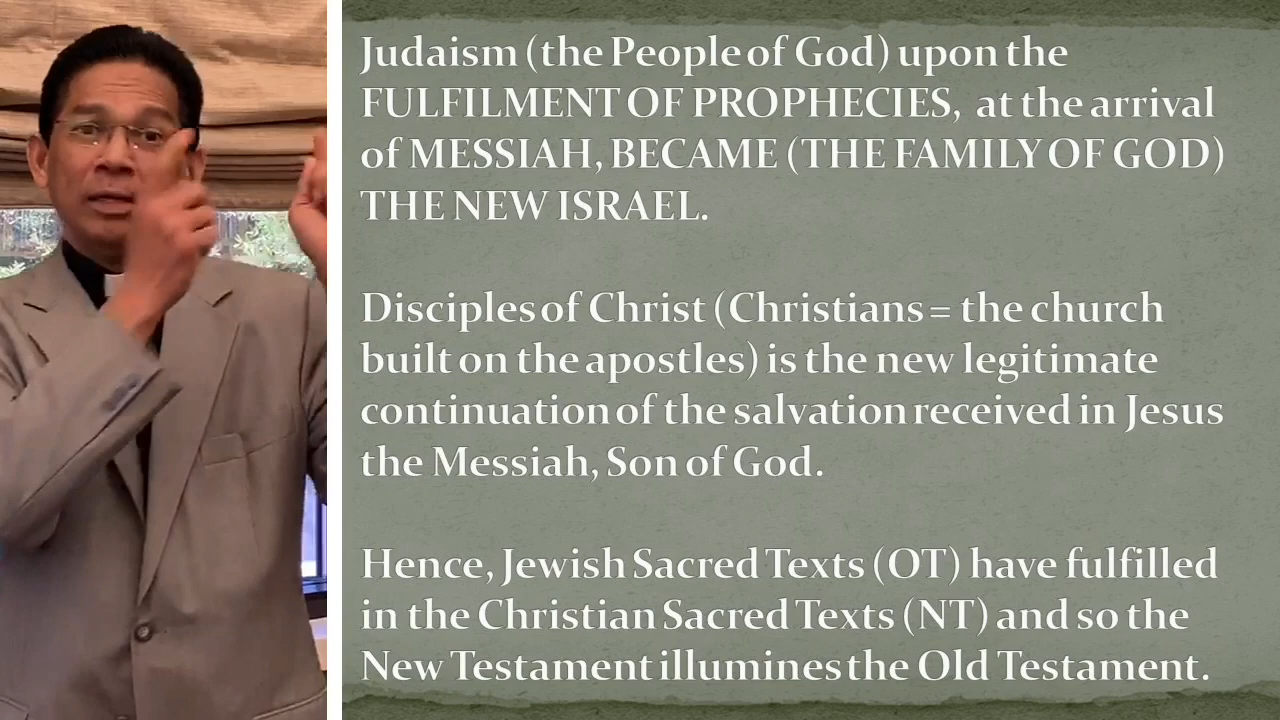 Judaism (the People of God) upon the
FULFILMENT OF PROPHECIES, at the arrival
of MESSIAH, BECAME (THE FAMILY OF GOD)
THE NEW ISRAEL.
Disciples of Christ (Christians = the church
built on the apostles) is the new legitimate
continuation of the salvation received in Jesus
the Messiah, Son of God.
Hence, Jewish Sacred Texts (OT) have fulfilled
in the Christian Sacred Texts (NT) and so the
New Testament illumines the Old Testament.